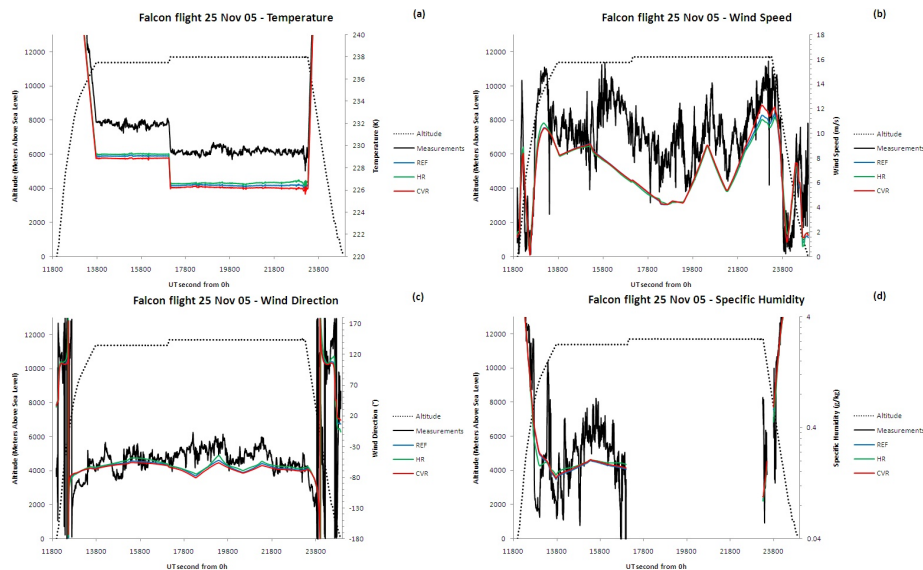 Falcon flight 25 Nov 05 - Temperature
(a)
Altitude (Meters Above Sea Level)
12000
10000
8000
6000
4000
2000
0
240
238
236
234
232
230
228
226
224
222
220
Temperature (K)
11800 13800 15800 17800 19800 21800 23800
UT second from 0h
Altitude
Measurements
REF
HR
CVR
Falcon flight 25 Nov 05 - Wind Speed
(b)
Altitude (Meters Above Sea Level)
12000
10000
8000
6000
4000
2000
0
18
16
14
12
10
8
6
4
2
0
Wind Speed (m/s)
11800 13800 15800 17800 19800 21800 23800
UT second from 0h
Altitude
Measurements
REF
HR
CVR
Falcon flight 25 Nov 05 - Wind Direction
(c)
Altitude (Meters Above Sea Level)
12000
10000
8000
6000
4000
2000
0
170
120
70
20
-30
-80
-130
-180
Wind Direction (°)
11800 13800 15800 17800 19800 21800 23800
UT second from 0h
Altitude
Measurements
REF
HR
CVR
Falcon flight 25 Nov 05 - Specific Humidity
(d)
Altitude (Meters Above Sea Level)
12000
10000
8000
6000
4000
2000
0
4
0.4
0.04
Specific Humidity (g/kg)
11800 13800 15800 17800 19800 21800 23800
UT second from 0h
Altitude
Measurements
REF
HR
CVR